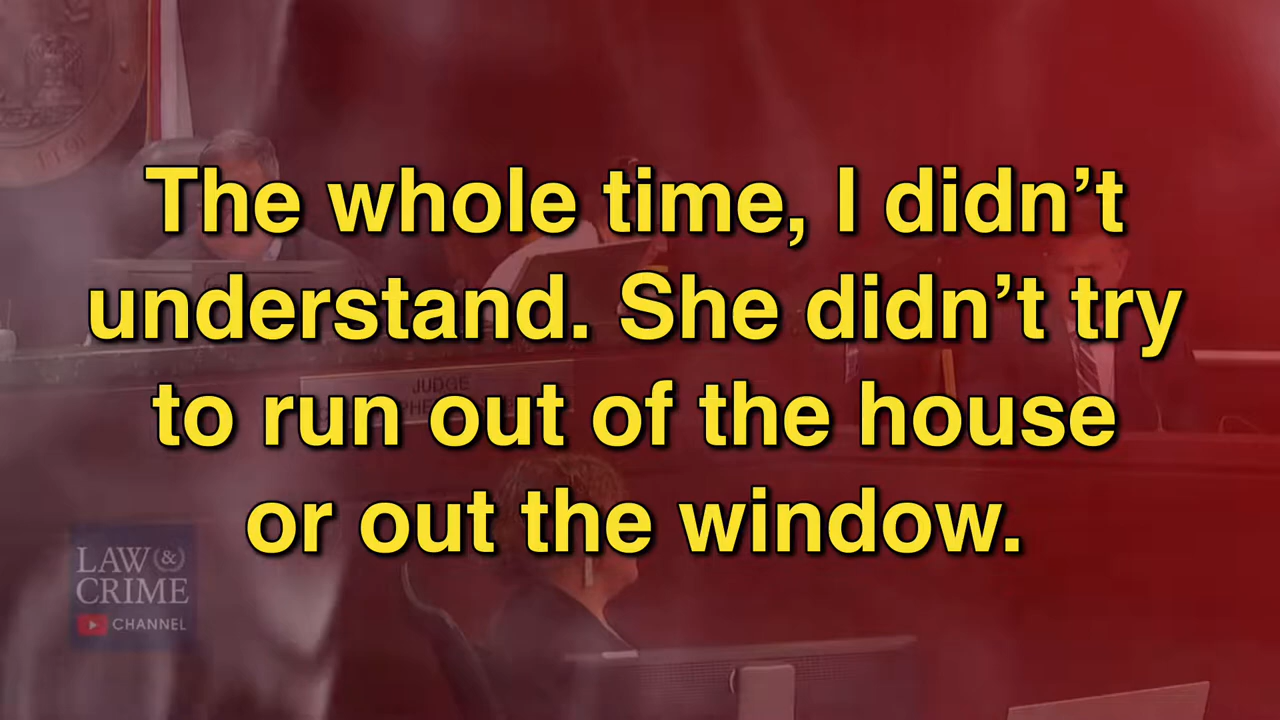 The whole time, I didn’t
understand. She didn’t try
to run out of the house
or out the window.
JUDGE
LAW &
CRIME
CHANNEL